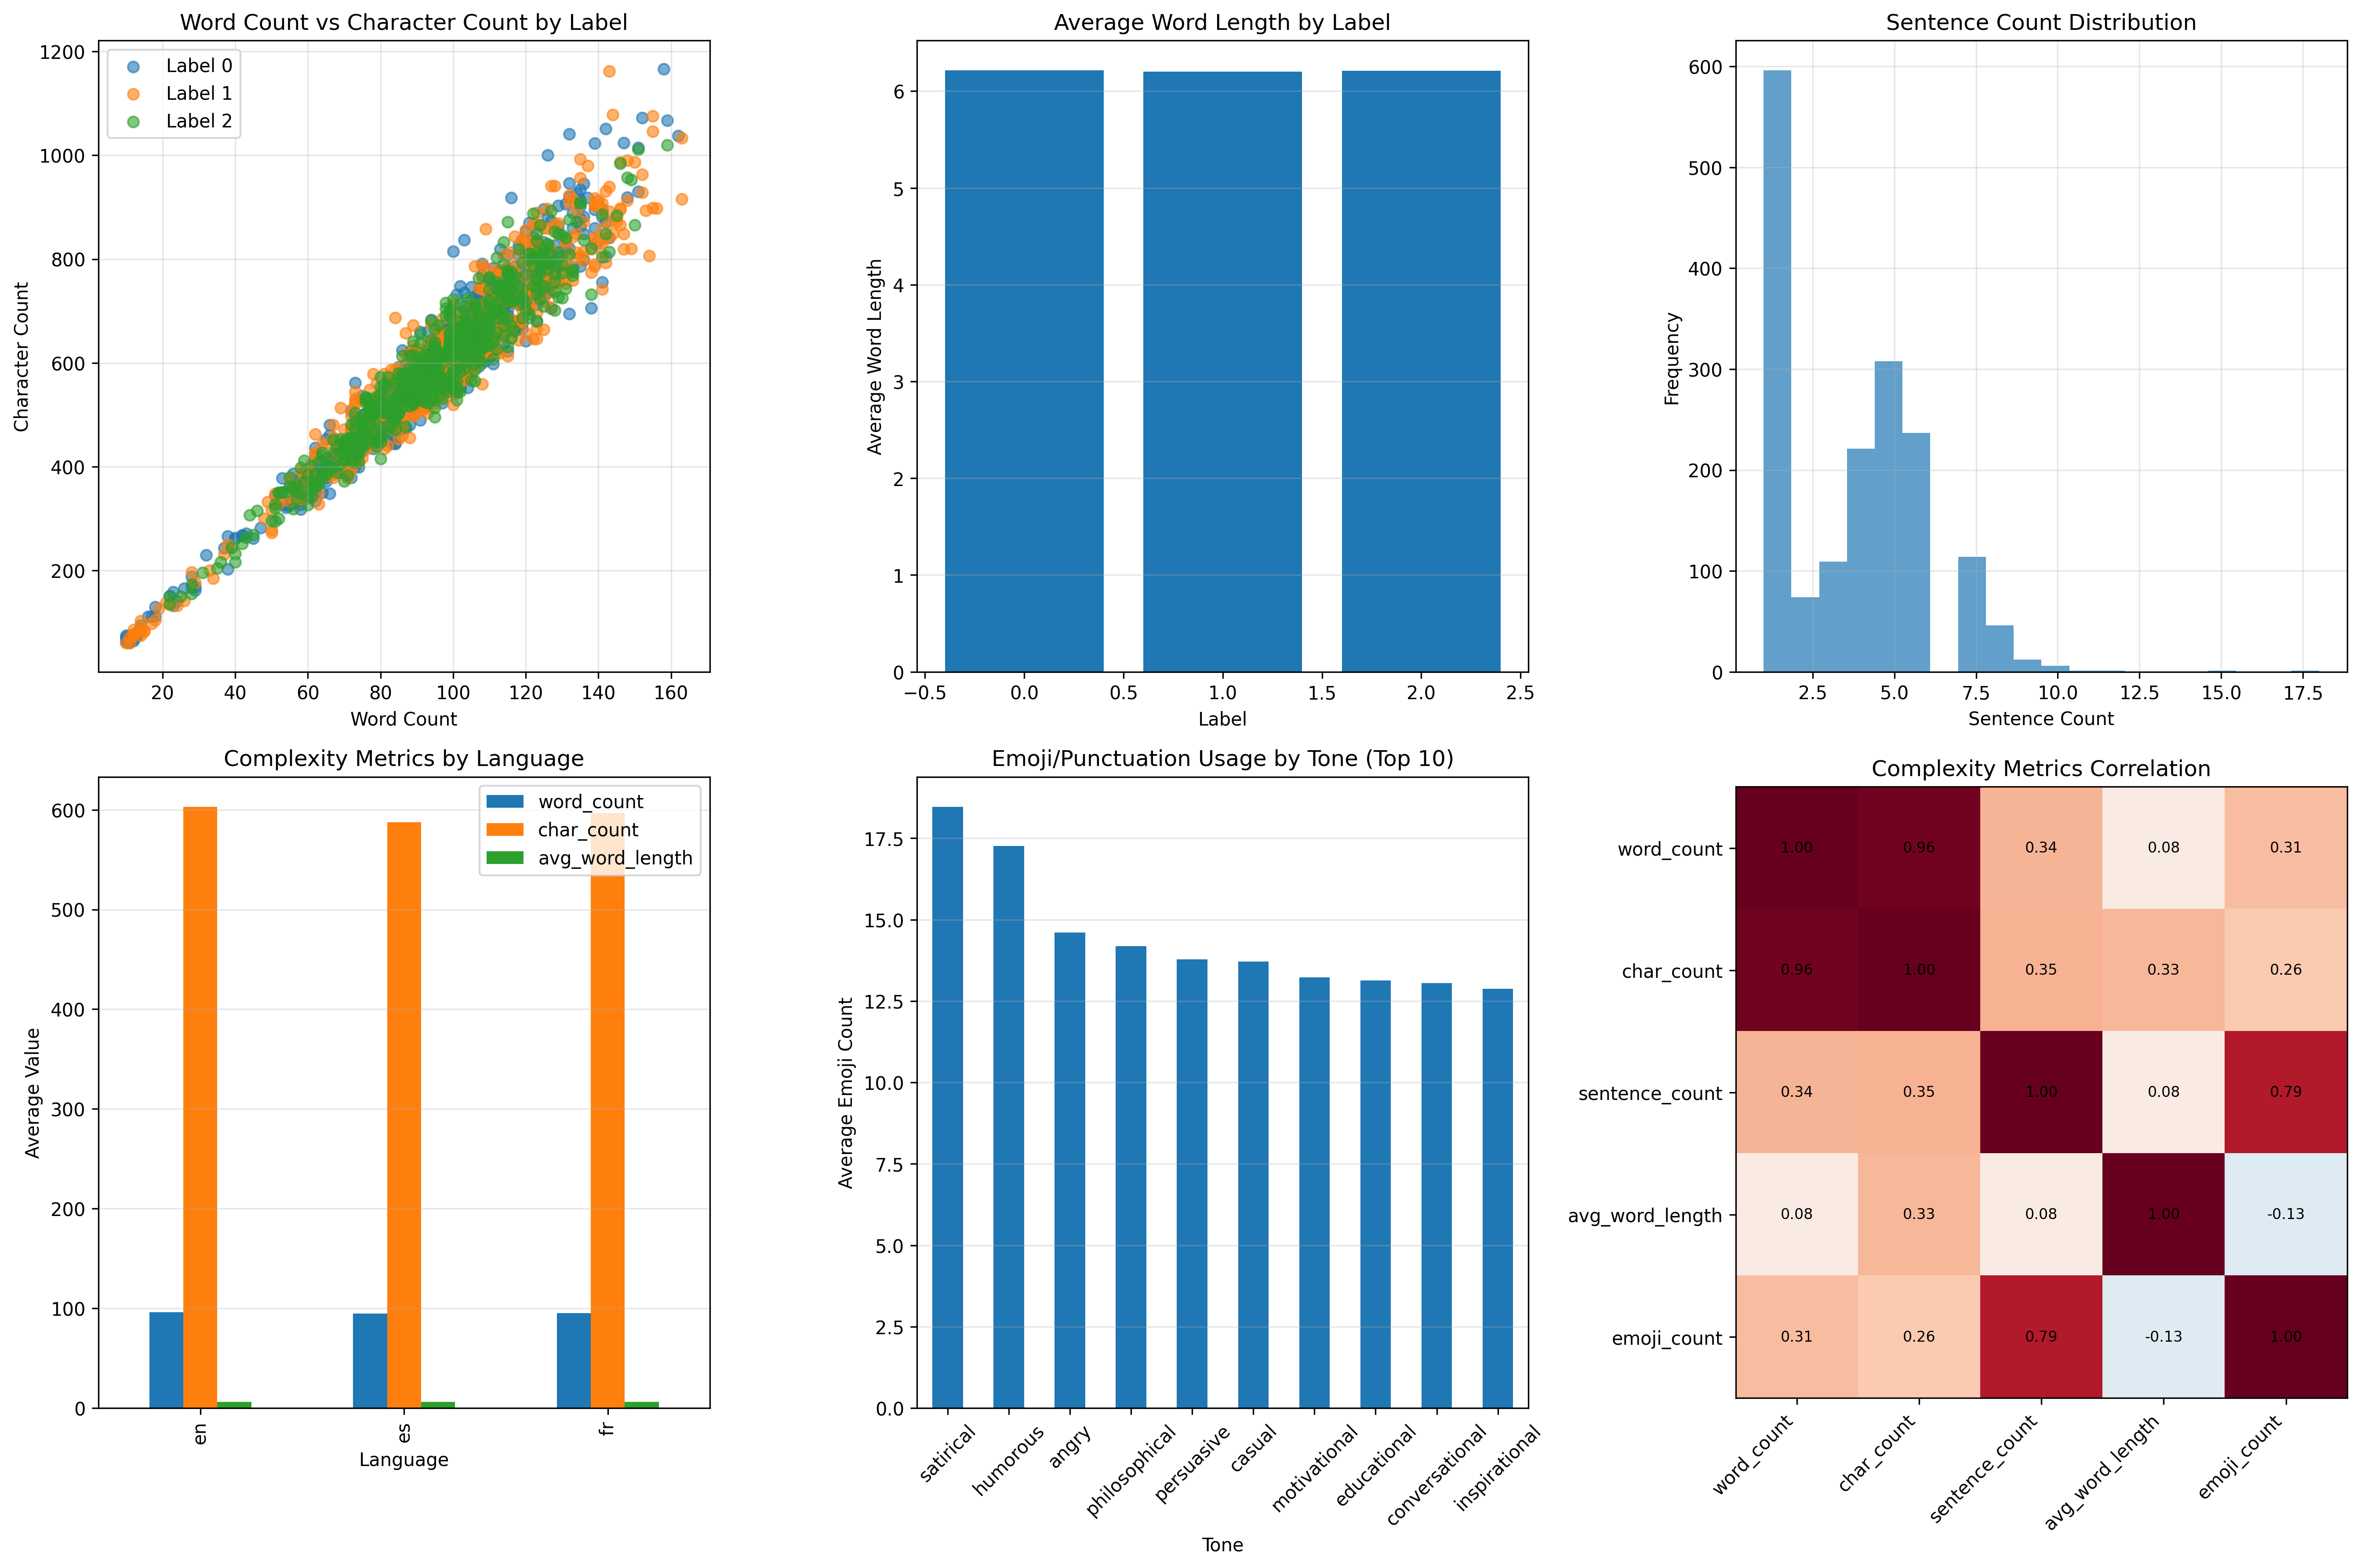 Word Count vs Character Count by Label
Label 0
Label 1
Label 2
1200
1000
800
600
400
200
Character Count
20 40 60 80 100 120 140 160
Word Count
Average Word Length by Label
6
5
4
3
2
1
0
Average Word Length
−0.5 0.0 0.5 1.0 1.5 2.0 2.5
Label
Sentence Count Distribution
600
500
400
300
200
100
0
Frequency
2.5 5.0 7.5 10.0 12.5 15.0 17.5
Sentence Count
Complexity Metrics by Language
word_count
char_count
avg_word_length
600
500
400
300
200
100
0
Average Value
en es fr
Language
Emoji/Punctuation Usage by Tone (Top 10)
17.5
15.0
12.5
10.0
7.5
5.0
2.5
0.0
Average Emoji Count
satirical humorous angry philosophical persuasive casual motivational educational conversational inspirational
Tone
Complexity Metrics Correlation
word_count 1.00 0.96 0.34 0.08 0.31
char_count 0.96 1.00 0.35 0.33 0.26
sentence_count 0.34 0.35 1.00 0.08 0.79
avg_word_length 0.08 0.33 0.08 1.00 -0.13
emoji_count 0.31 0.26 0.79 -0.13 1.00
word_count char_count sentence_count avg_word_length emoji_count